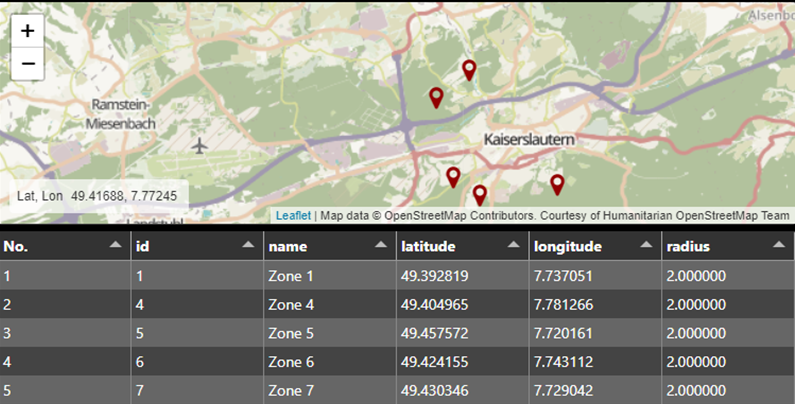 +
−
Alsenbo
Ramstein-
Miesenbach
Kaiserslautern
Lat, Lon 49.41688, 7.77245
Landstuhl
Leaflet | Map data © OpenStreetMap Contributors. Courtesy of Humanitarian OpenStreetMap Team
No. id name latitude longitude radius
1 1 Zone 1 49.392819 7.737051 2.000000
2 4 Zone 4 49.404965 7.781266 2.000000
3 5 Zone 5 49.457572 7.720161 2.000000
4 6 Zone 6 49.424155 7.743112 2.000000
5 7 Zone 7 49.430346 7.729042 2.000000